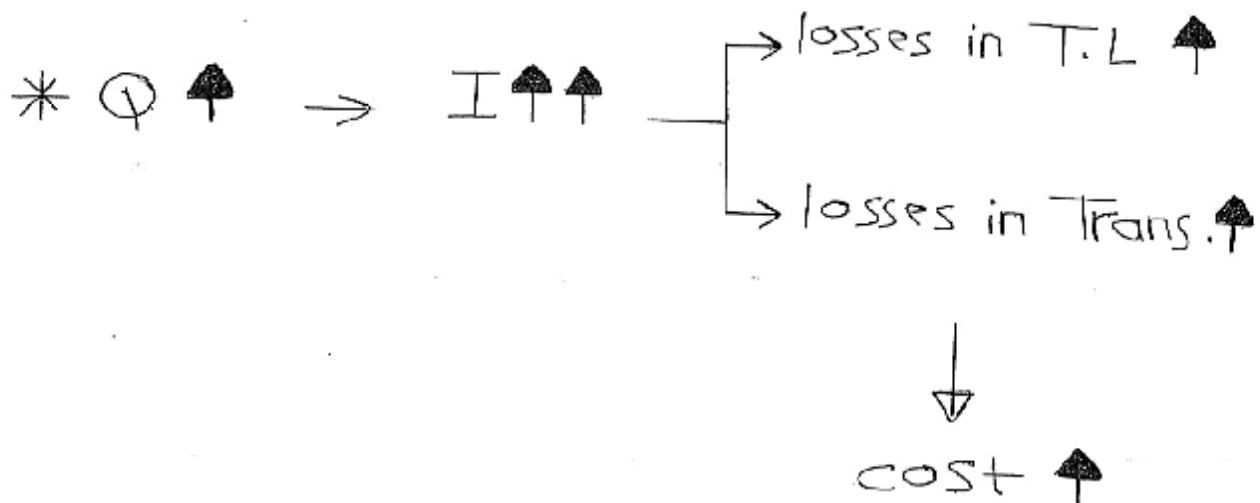 losses in T.L ↑
* Q ↑ → I ↑↑
losses in Trans. ↑
cost ↑